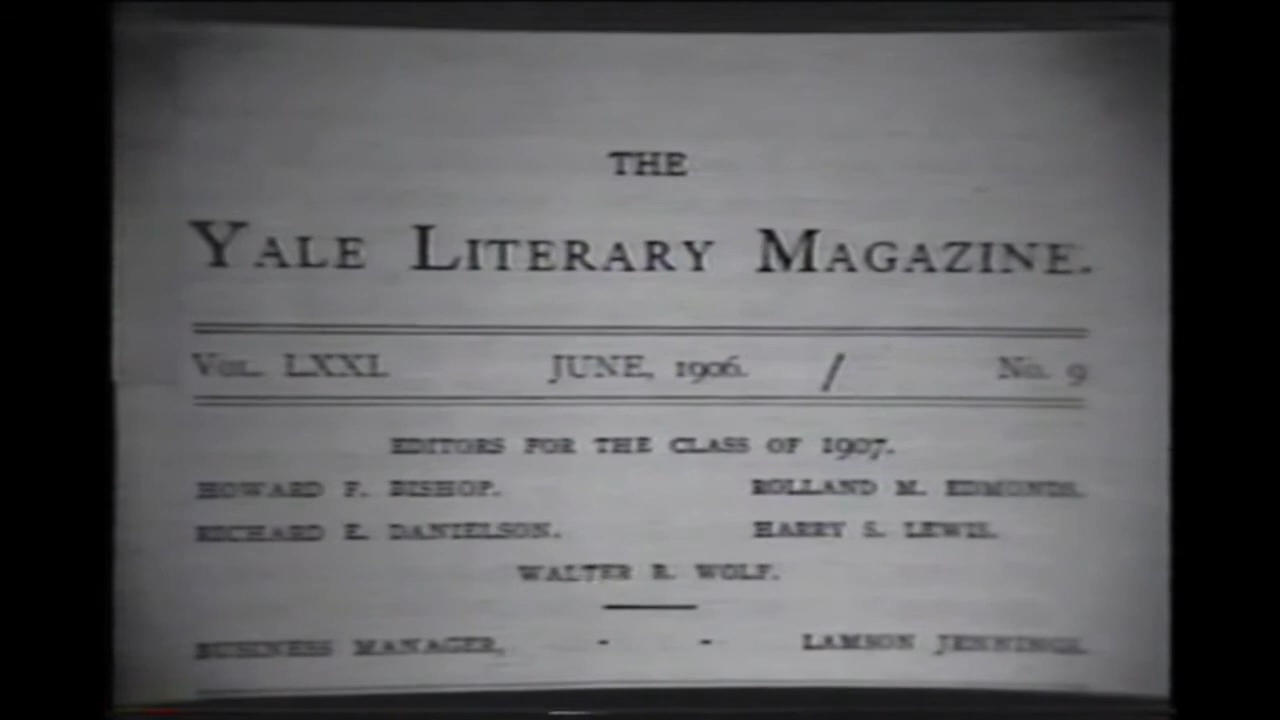 THE
YALE LITERARY MAGAZINE.
VOL. LXXI. JUNE, 1906. / No. 9
EDITORS FOR THE CLASS OF 1907.
HOWARD F. BISHOP. ROLLAND M. EDMONDS.
RICHARD E. DANIELSON. HARRY S. LEWIS.
WALTER R. WOLF.
BUSINESS MANAGER, - - LAMSON JENNINGS.